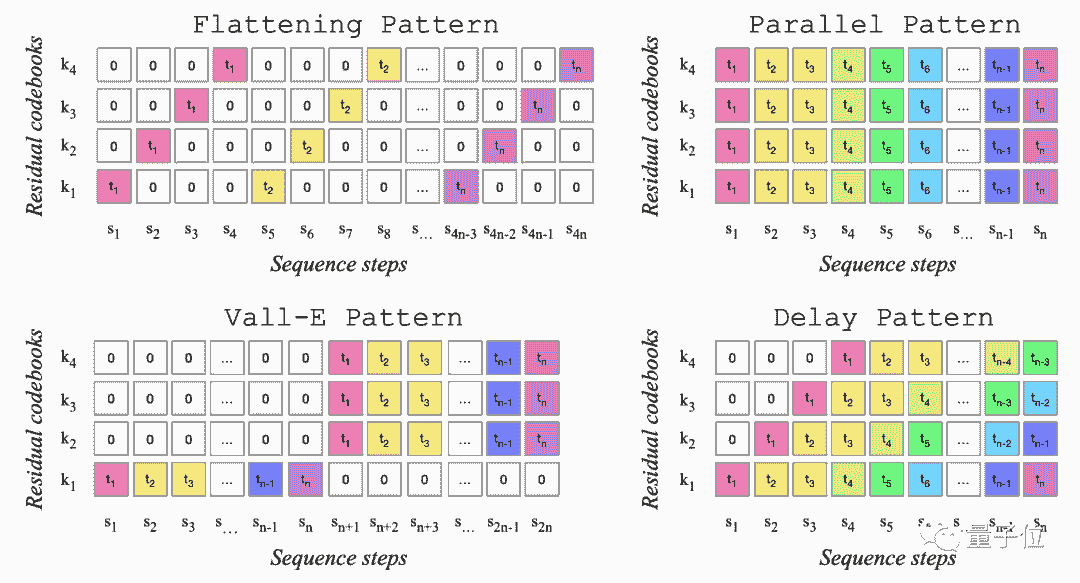 Flattening Pattern
Residual codebooks
k4 0 0 0 t1 0 0 0 t2 ... 0 0 0 tn
k3 0 0 t1 0 0 0 t2 0 ... 0 0 tn 0
k2 0 t1 0 0 0 t2 0 0 ... 0 tn 0 0
k1 t1 0 0 0 t2 0 0 0 ... tn 0 0 0
s1 s2 s3 s4 s5 s6 s7 s8 s... s4n-3 s4n-2 s4n-1 s4n
Sequence steps
Parallel Pattern
Residual codebooks
k4 t1 t2 t3 t4 t5 t6 ... tn-1 tn
k3 t1 t2 t3 t4 t5 t6 ... tn-1 tn
k2 t1 t2 t3 t4 t5 t6 ... tn-1 tn
k1 t1 t2 t3 t4 t5 t6 ... tn-1 tn
s1 s2 s3 s4 s5 s6 s... sn-1 sn
Sequence steps
Vall-E Pattern
Residual codebooks
k4 0 0 0 ... 0 0 t1 t2 t3 ... tn-1 tn
k3 0 0 0 ... 0 0 t1 t2 t3 ... tn-1 tn
k2 0 0 0 ... 0 0 t1 t2 t3 ... tn-1 tn
k1 t1 t2 t3 ... tn-1 tn 0 0 0 ... 0 0
s1 s2 s3 s... sn-1 sn sn+1 sn+2 sn+3 s... s2n-1 s2n
Sequence steps
Delay Pattern
Residual codebooks
k4 0 0 0 t1 t2 t3 ... tn-4 tn-3
k3 0 0 t1 t2 t3 t4 ... tn-3 tn-2
k2 0 t1 t2 t3 t4 t5 ... tn-2 tn-1
k1 t1 t2 t3 t4 t5 t6 ... tn-1 tn
s1 s2 s3 s4 s5 sn
Sequence steps
量子位